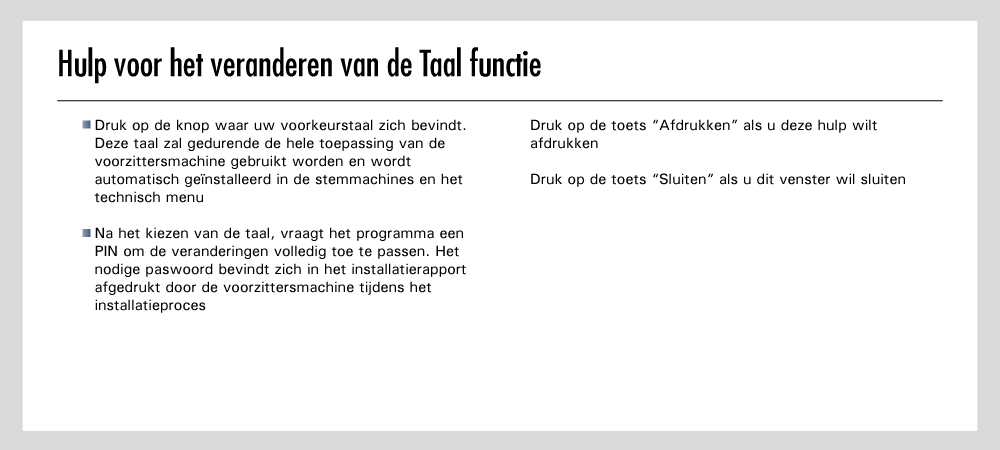 Hulp voor het veranderen van de Taal functie
Druk op de knop waar uw voorkeurstaal zich bevindt.
Deze taal zal gedurende de hele toepassing van de
voorzittersmachine gebruikt worden en wordt
automatisch geïnstalleerd in de stemmachines en het
technisch menu
Na het kiezen van de taal, vraagt het programma een
PIN om de veranderingen volledig toe te passen. Het
nodige paswoord bevindt zich in het installatierapport
afgedrukt door de voorzittersmachine tijdens het
installatieproces
Druk op de toets “Afdrukken” als u deze hulp wilt
afdrukken
Druk op de toets “Sluiten” als u dit venster wil sluiten